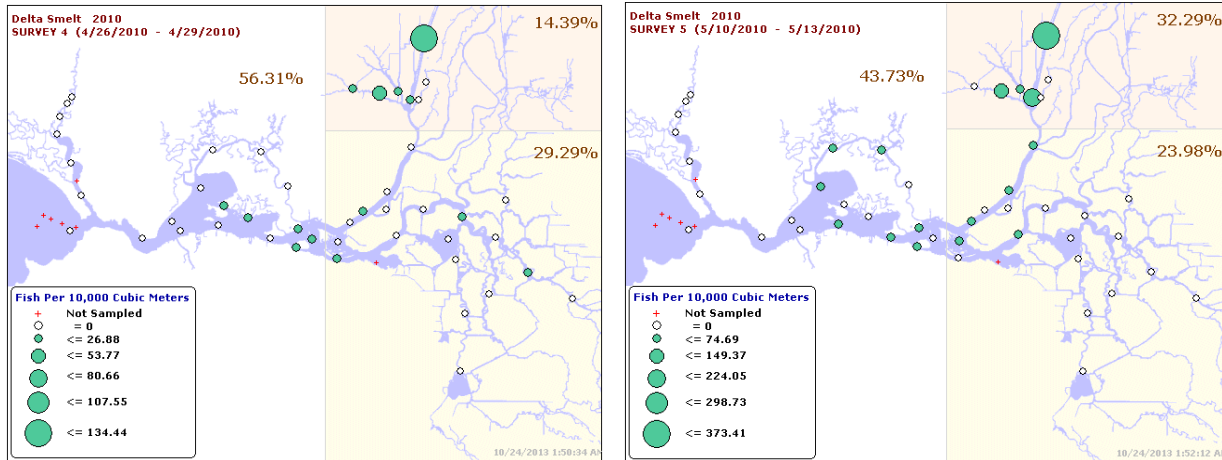 Delta Smelt 2010
SURVEY 4 (4/26/2010 - 4/29/2010)
14.39%
56.31%
29.29%
Fish Per 10,000 Cubic Meters
Not Sampled
= 0
<= 26.88
<= 53.77
<= 80.66
<= 107.55
<= 134.44
10/24/2013 1:50:34 AM
Delta Smelt 2010
SURVEY 5 (5/10/2010 - 5/13/2010)
32.29%
43.73%
23.98%
Fish Per 10,000 Cubic Meters
Not Sampled
= 0
<= 74.69
<= 149.37
<= 224.05
<= 298.73
<= 373.41
10/24/2013 1:52:12 AM